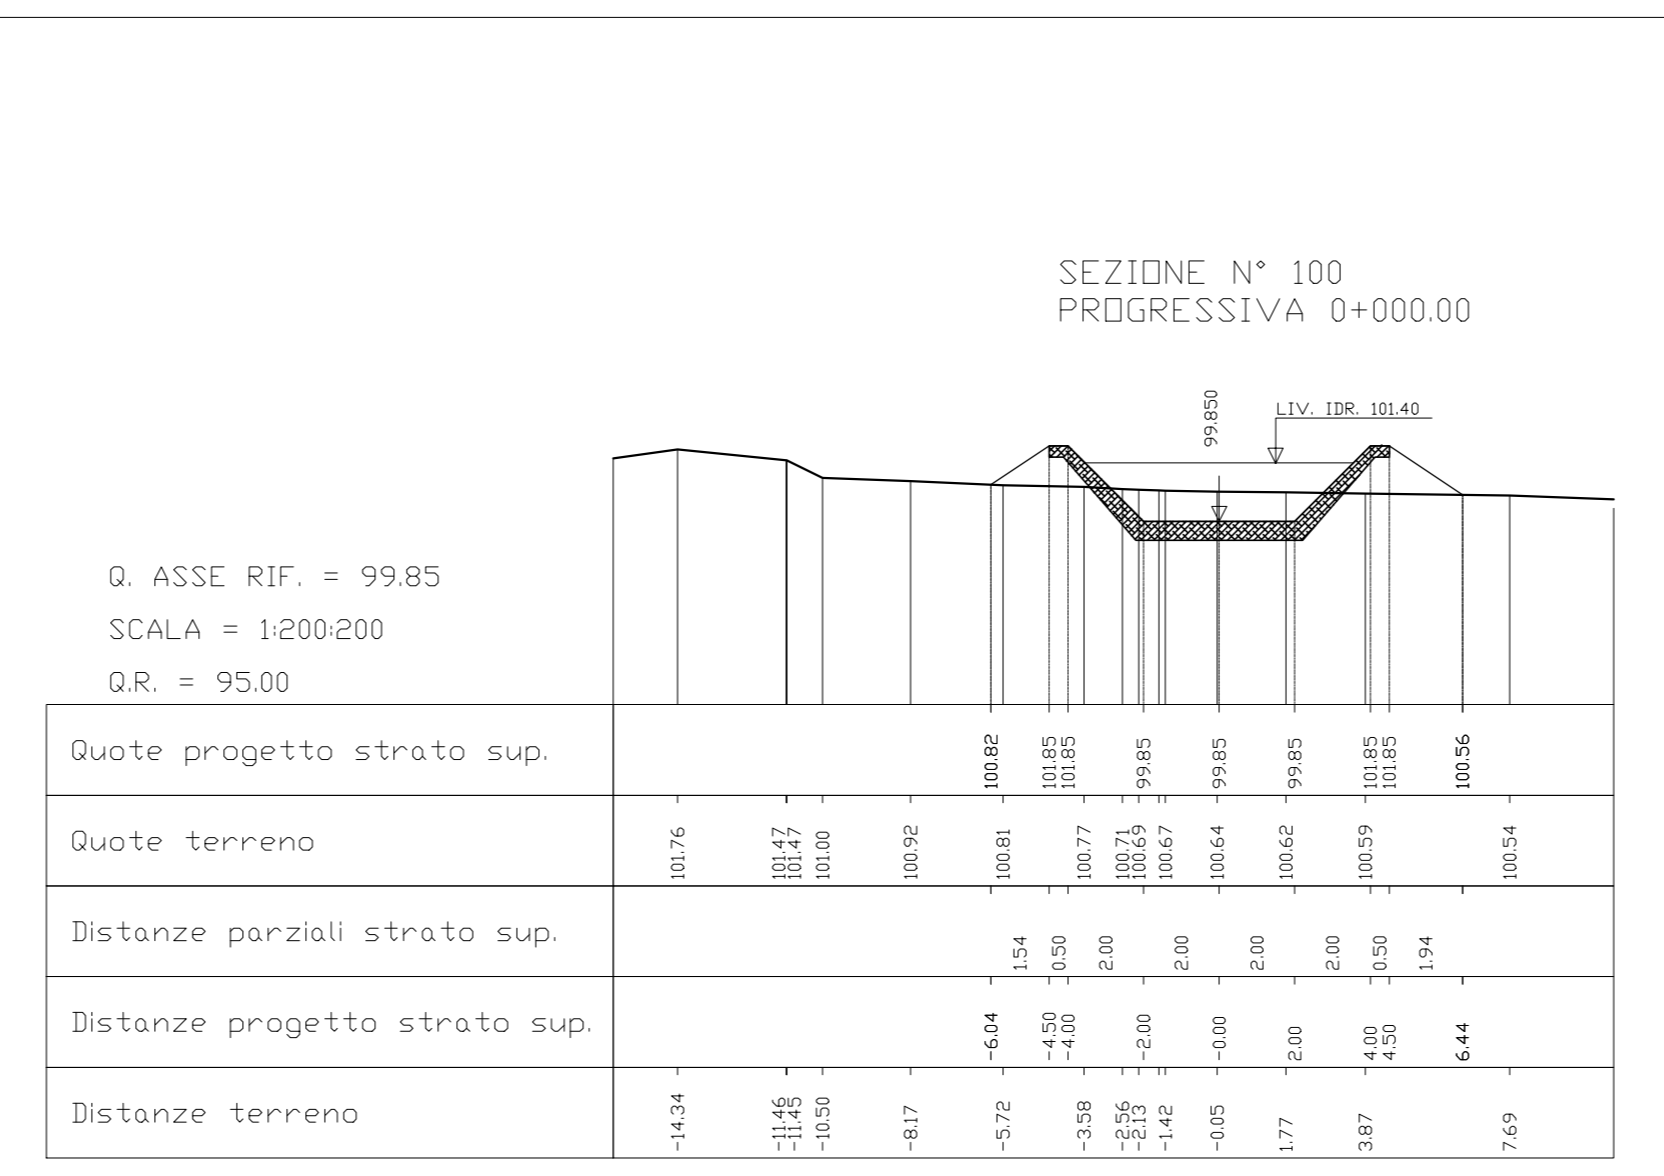 SEZIONE N° 100
PROGRESSIVA 0+000.00
99.850
LIV. IDR. 101.40
Q. ASSE RIF. = 99.85
SCALA = 1:200:200
Q.R. = 95.00
Quote progetto strato sup. 100.82 101.85 101.85 99.85 99.85 99.85 101.85 101.85 100.56
Quote terreno 101.76 101.47 101.47 101.00 100.92 100.81 100.77 100.71 100.69 100.67 100.64 100.62 100.59 100.54
Distanze parziali strato sup. 1.54 0.50 2.00 2.00 2.00 2.00 0.50 1.94
Distanze progetto strato sup. -6.04 -4.50 -4.00 -2.00 -0.00 2.00 4.00 4.50 6.44
Distanze terreno -14.34 -11.46 -11.45 -10.50 -8.17 -5.72 -3.58 -2.56 -2.13 -1.42 -0.05 1.77 3.87 7.69